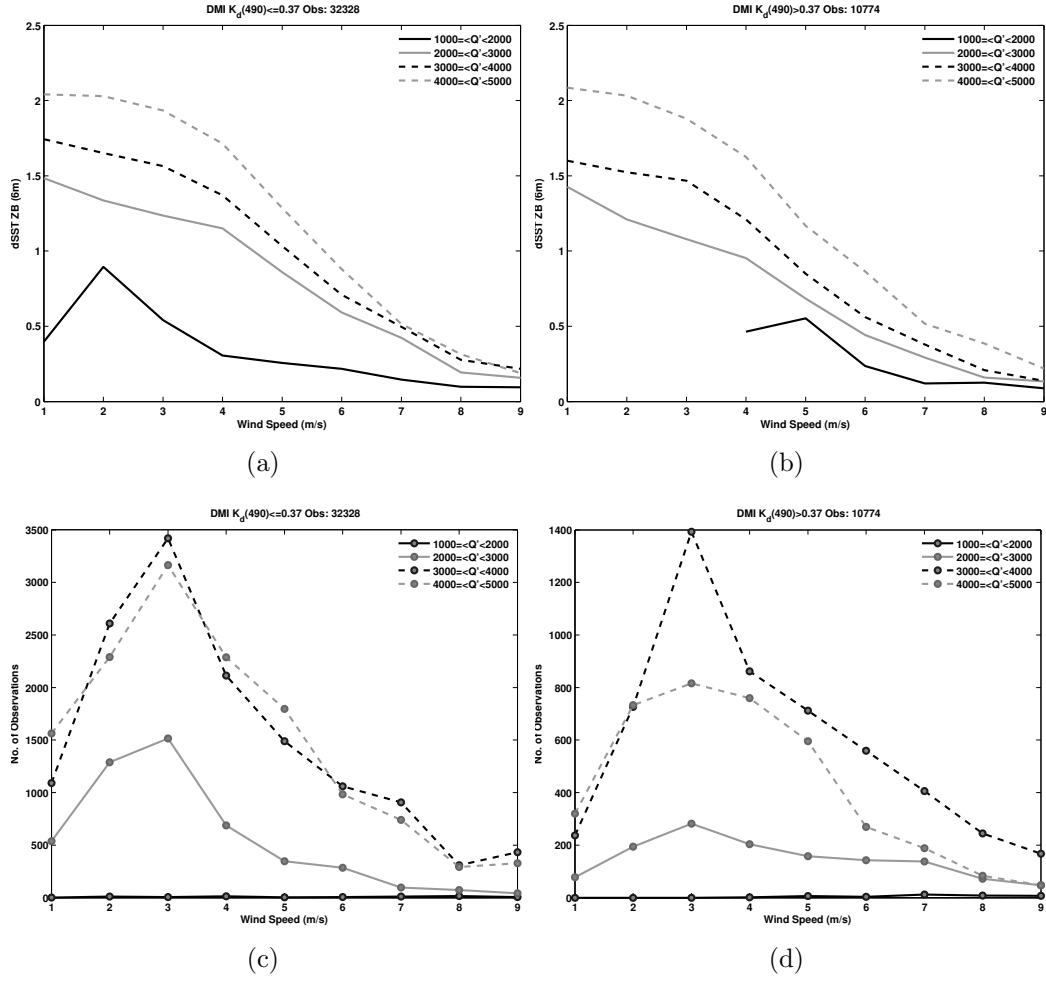 DMI K_d(490)<=0.37 Obs: 32328
2.5
2
1.5
1
0.5
0
dSST ZB (6m)
1000=<Q'<2000
2000=<Q'<3000
3000=<Q'<4000
4000=<Q'<5000
1 2 3 4 5 6 7 8 9
Wind Speed (m/s)
(a)
DMI K_d(490)>0.37 Obs: 10774
2.5
2
1.5
1
0.5
0
dSST ZB (6m)
1000=<Q'<2000
2000=<Q'<3000
3000=<Q'<4000
4000=<Q'<5000
1 2 3 4 5 6 7 8 9
Wind Speed (m/s)
(b)
DMI K_d(490)<=0.37 Obs: 32328
3500
3000
2500
2000
1500
1000
500
0
No. of Observations
1000=<Q'<2000
2000=<Q'<3000
3000=<Q'<4000
4000=<Q'<5000
1 2 3 4 5 6 7 8 9
Wind Speed (m/s)
(c)
DMI K_d(490)>0.37 Obs: 10774
1400
1200
1000
800
600
400
200
0
No. of Observations
1000=<Q'<2000
2000=<Q'<3000
3000=<Q'<4000
4000=<Q'<5000
1 2 3 4 5 6 7 8 9
Wind Speed (m/s)
(d)